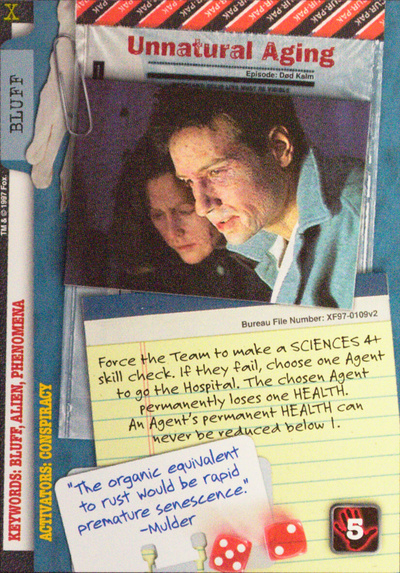 X
BLUFF
TM & © 1997 Fox.
KEYWORDS: BLUFF, ALIEN, PHENOMENA
ACTIVATORS: CONSPIRACY
Unnatural Aging
Episode: Død Kalm
Bureau File Number: XF97-0109v2
Force the Team to make a SCIENCES 4+
skill check. If they fail, choose one Agent
to go the Hospital. The chosen Agent
permanently loses one HEALTH.
An Agent's permanent HEALTH can
never be reduced below 1.
"The organic equivalent
to rust would be rapid
premature senescence."
-Mulder
5